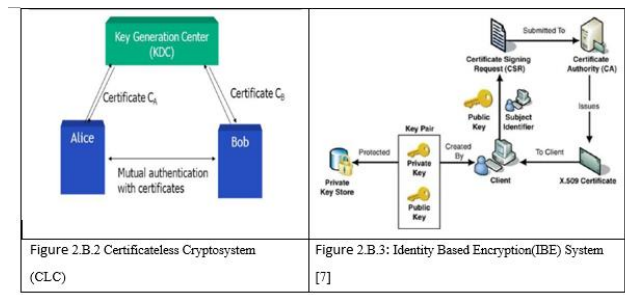 Key Generation Center
(KDC)
Certificate CA
Certificate CB
Alice
Bob
Mutual authentication
with certificates
Figure 2.B.2 Certificateless Cryptosystem
(CLC)
Submitted To
Certificate Signing
Request (CSR)
Certificate
Authority (CA)
Public
Key
Subject
Identifier
Issues
Key Pair
Protected
Private
Key
Created
By
To Client
Private
Key Store
Public
Key
Client
X.509 Certificate
Figure 2.B.3: Identity Based Encryption(IBE) System
[7]